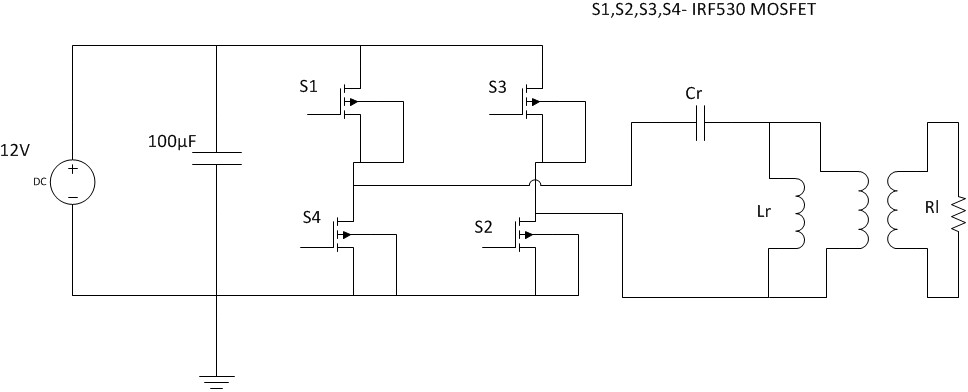 S1,S2,S3,S4- IRF530 MOSFET
S1
S3
Cr
12V
100µF
DC
+
−
Lr
Rl
S4
S2